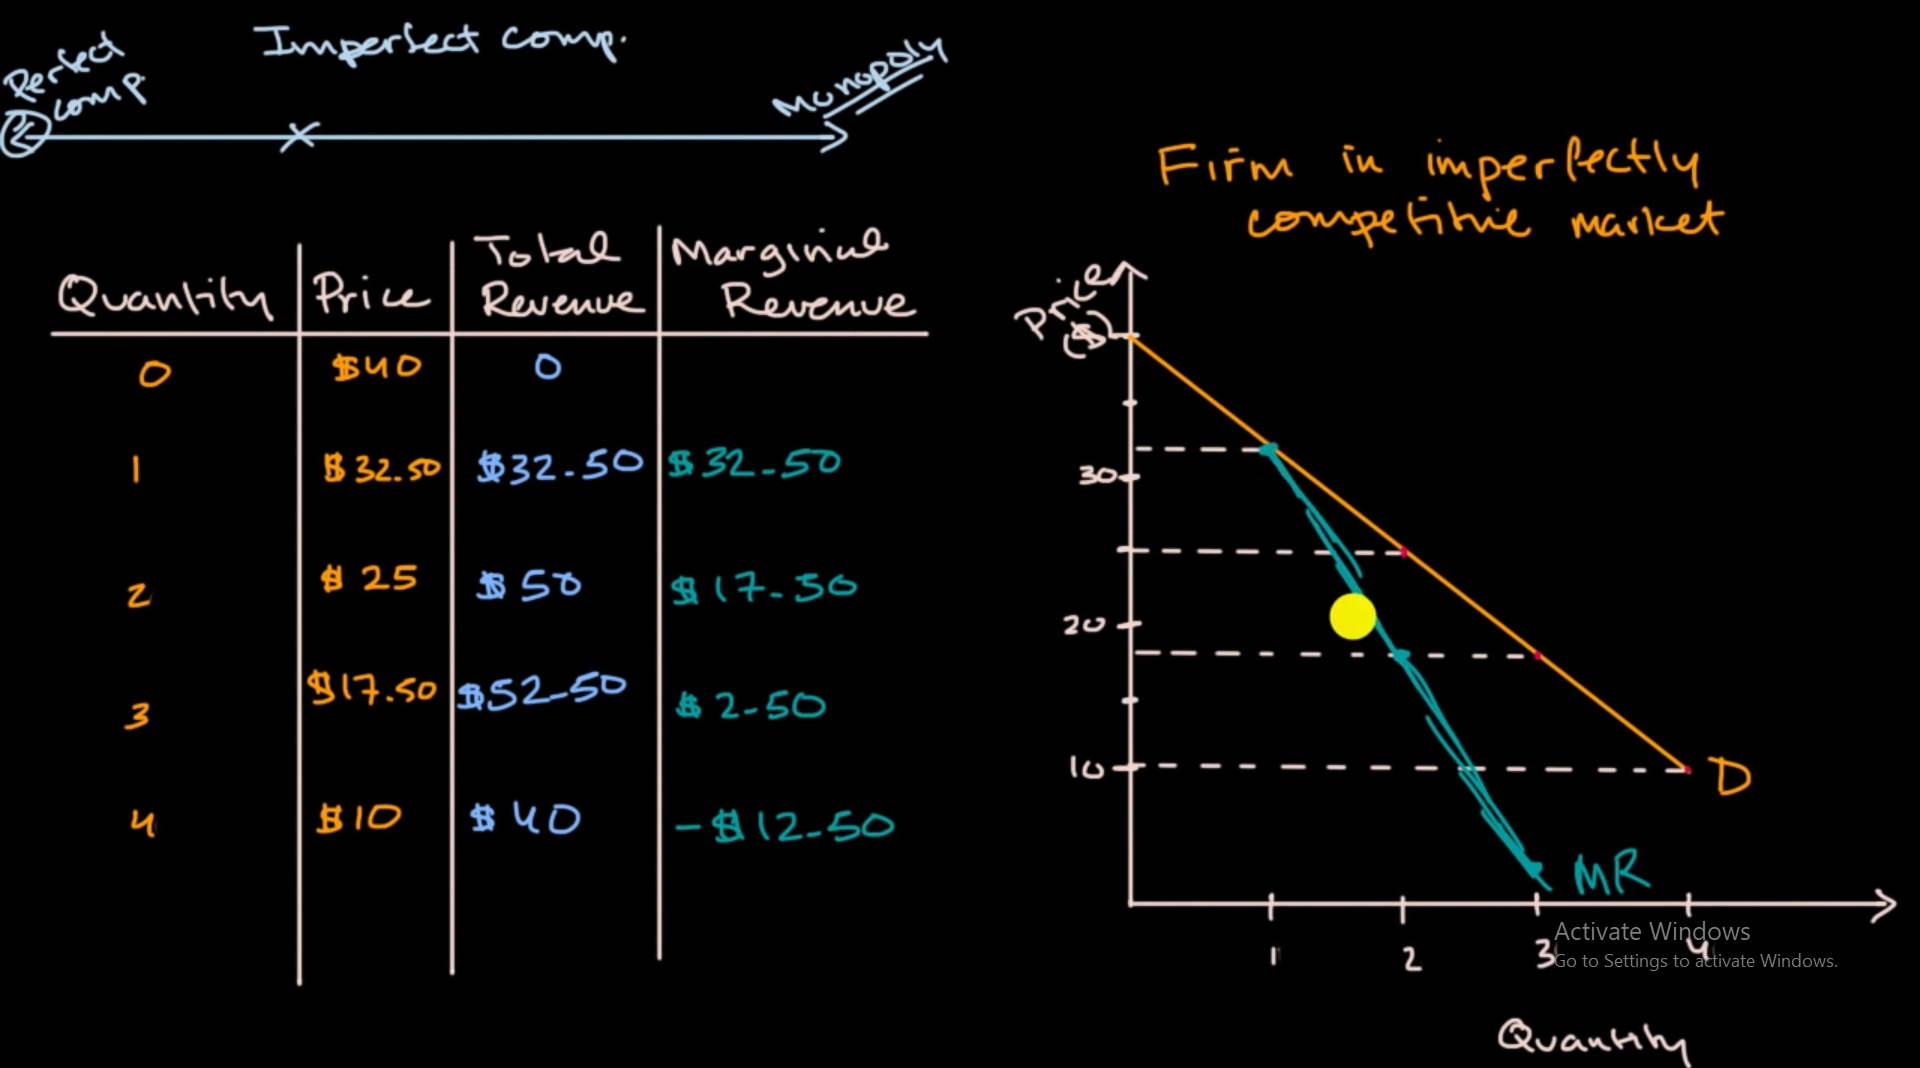 Imperfect comp.
Perfect
comp
Monopoly
Firm in imperfectly
competitive market
Quantity Price Total Revenue Marginal Revenue
0 $40 0
1 $32.50 $32.50 $32.50
2 $25 $50 $17.50
3 $17.50 $52.50 $2.50
4 $10 $40 -$12.50
Price
($)
30
20
10
D
MR
1 2 3 4
Activate Windows
Go to Settings to activate Windows.
Quantity